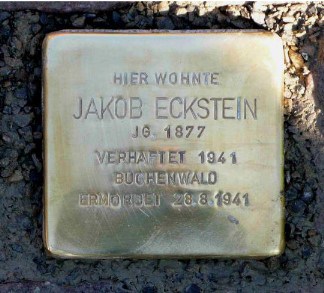 HIER WOHNTE
JAKOB ECKSTEIN
JG. 1877
VERHAFTET 1941
BUCHENWALD
ERMORDET 28.8.1941